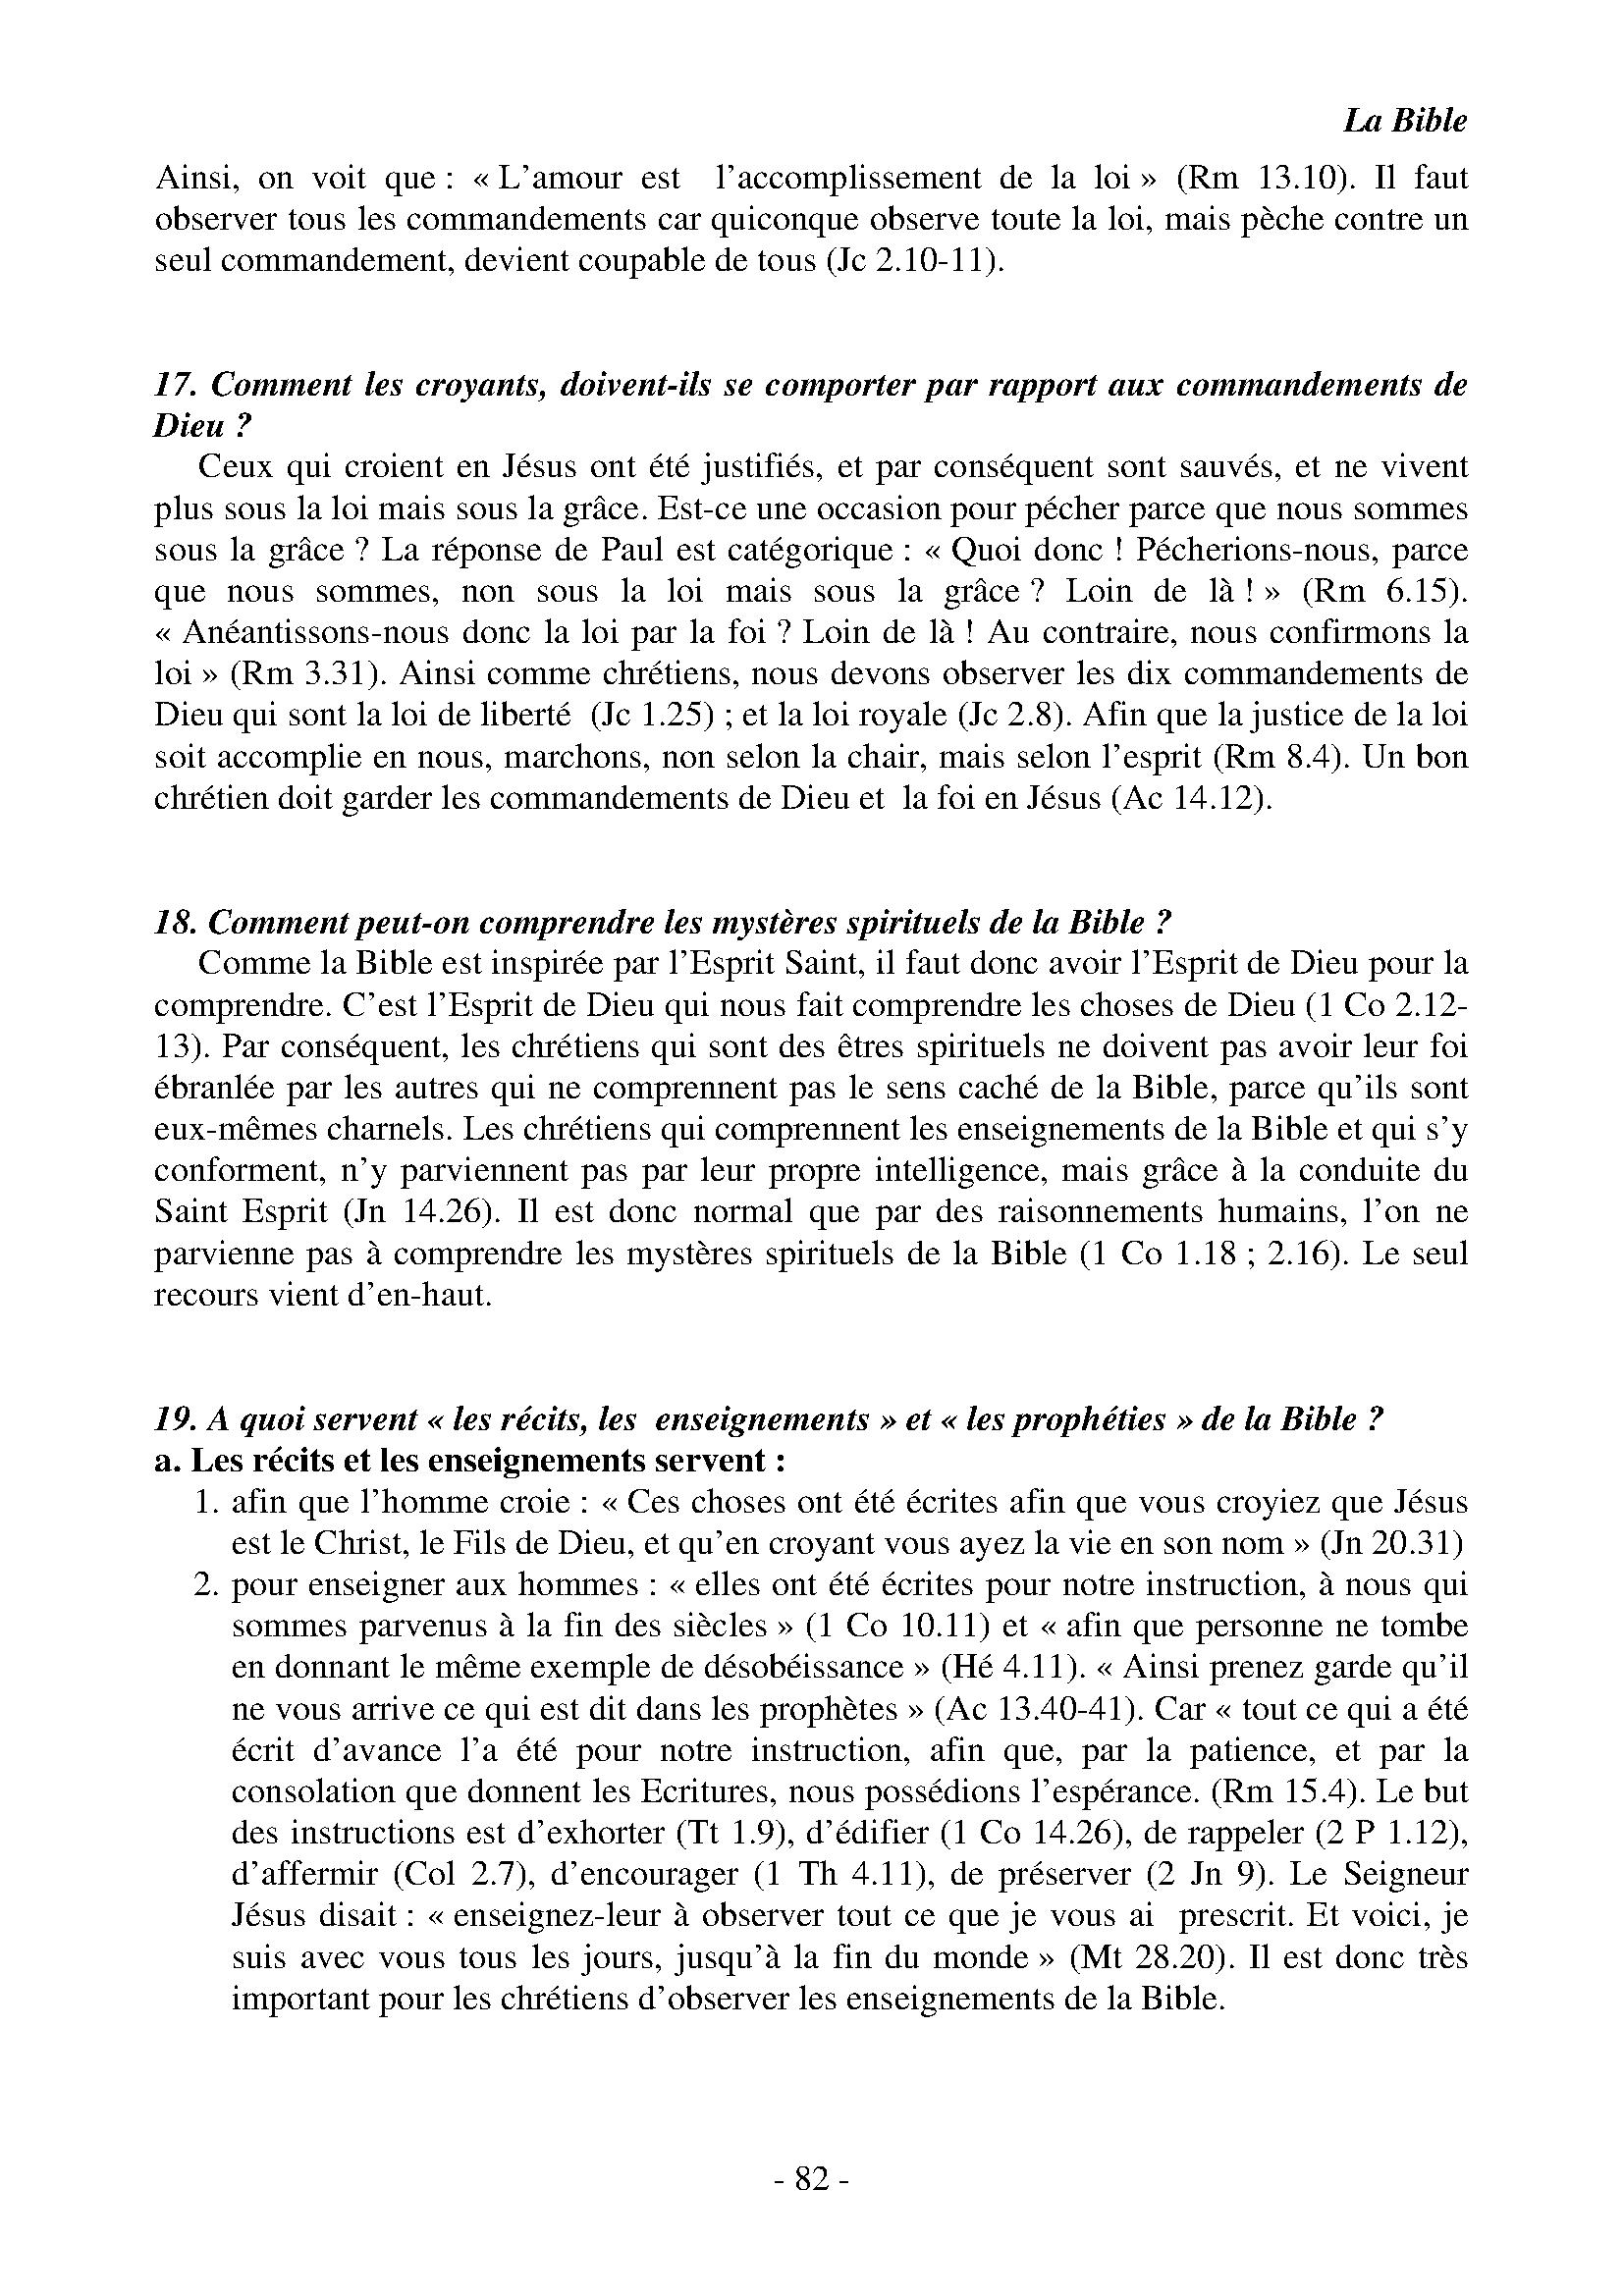 La Bible
Ainsi, on voit que : « L’amour est  l’accomplissement de la loi » (Rm 13.10). Il faut
observer tous les commandements car quiconque observe toute la loi, mais pèche contre un
seul commandement, devient coupable de tous (Jc 2.10-11).
17. Comment les croyants, doivent-ils se comporter par rapport aux commandements de
Dieu ?
Ceux qui croient en Jésus ont été justifiés, et par conséquent sont sauvés, et ne vivent
plus sous la loi mais sous la grâce. Est-ce une occasion pour pécher parce que nous sommes
sous la grâce ? La réponse de Paul est catégorique : « Quoi donc ! Pécherions-nous, parce
que nous sommes, non sous la loi mais sous la grâce ? Loin de là ! » (Rm 6.15).
« Anéantissons-nous donc la loi par la foi ? Loin de là ! Au contraire, nous confirmons la
loi » (Rm 3.31). Ainsi comme chrétiens, nous devons observer les dix commandements de
Dieu qui sont la loi de liberté  (Jc 1.25) ; et la loi royale (Jc 2.8). Afin que la justice de la loi
soit accomplie en nous, marchons, non selon la chair, mais selon l’esprit (Rm 8.4). Un bon
chrétien doit garder les commandements de Dieu et  la foi en Jésus (Ac 14.12).
18. Comment peut-on comprendre les mystères spirituels de la Bible ?
Comme la Bible est inspirée par l’Esprit Saint, il faut donc avoir l’Esprit de Dieu pour la
comprendre. C’est l’Esprit de Dieu qui nous fait comprendre les choses de Dieu (1 Co 2.12-
13). Par conséquent, les chrétiens qui sont des êtres spirituels ne doivent pas avoir leur foi
ébranlée par les autres qui ne comprennent pas le sens caché de la Bible, parce qu’ils sont
eux-mêmes charnels. Les chrétiens qui comprennent les enseignements de la Bible et qui s’y
conforment, n’y parviennent pas par leur propre intelligence, mais grâce à la conduite du
Saint Esprit (Jn 14.26). Il est donc normal que par des raisonnements humains, l’on ne
parvienne pas à comprendre les mystères spirituels de la Bible (1 Co 1.18 ; 2.16). Le seul
recours vient d’en-haut.
19. A quoi servent « les récits, les  enseignements » et « les prophéties » de la Bible ?
a. Les récits et les enseignements servent :
1. afin que l’homme croie : « Ces choses ont été écrites afin que vous croyiez que Jésus
est le Christ, le Fils de Dieu, et qu’en croyant vous ayez la vie en son nom » (Jn 20.31)
2. pour enseigner aux hommes : « elles ont été écrites pour notre instruction, à nous qui
sommes parvenus à la fin des siècles » (1 Co 10.11) et « afin que personne ne tombe
en donnant le même exemple de désobéissance » (Hé 4.11). « Ainsi prenez garde qu’il
ne vous arrive ce qui est dit dans les prophètes » (Ac 13.40-41). Car « tout ce qui a été
écrit d’avance l’a été pour notre instruction, afin que, par la patience, et par la
consolation que donnent les Ecritures, nous possédions l’espérance. (Rm 15.4). Le but
des instructions est d’exhorter (Tt 1.9), d’édifier (1 Co 14.26), de rappeler (2 P 1.12),
d’affermir (Col 2.7), d’encourager (1 Th 4.11), de préserver (2 Jn 9). Le Seigneur
Jésus disait : « enseignez-leur à observer tout ce que je vous ai  prescrit. Et voici, je
suis avec vous tous les jours, jusqu’à la fin du monde » (Mt 28.20). Il est donc très
important pour les chrétiens d’observer les enseignements de la Bible.
- 82 -